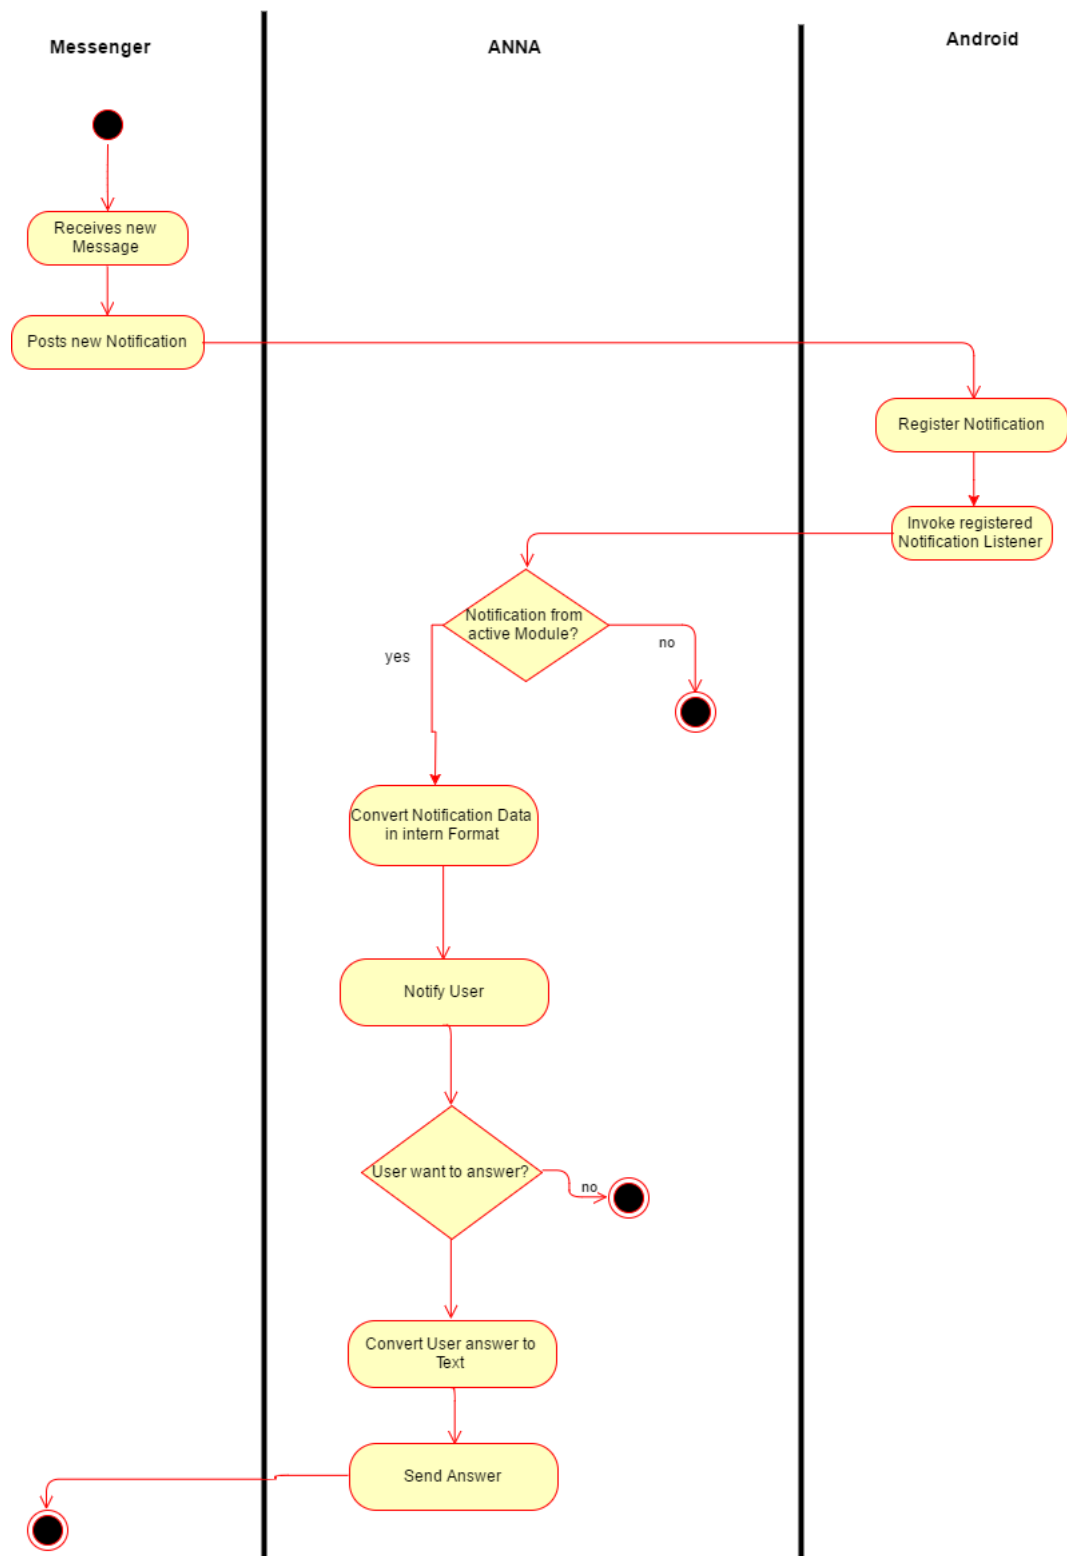 Messenger
ANNA
Android
Receives new
Message
Posts new Notification
Register Notification
Invoke registered
Notification Listener
Notification from
active Module?
yes
no
Convert Notification Data
in intern Format
Notify User
User want to answer?
no
Convert User answer to
Text
Send Answer